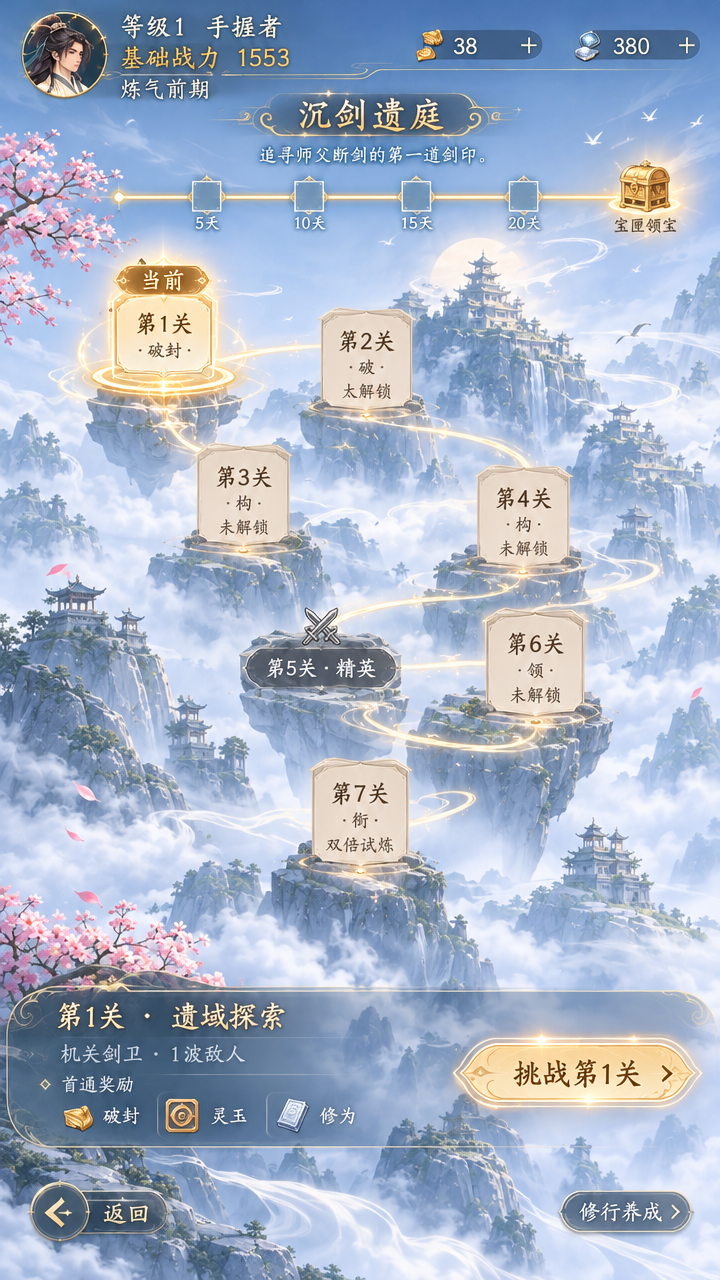 等级1 手握者
基础战力 1553
炼气前期
38 +
380 +
沉剑遗庭
追寻师父断剑的第一道剑印。
5天
10天
15天
20天
宝匣领宝
当前
第1关
·破封·
第2关
·破·
太解锁
第3关
·构·
未解锁
第4关
·构·
未解锁
第5关·精英
第6关
·领·
未解锁
第7关
·衔·
双倍试炼
第1关 · 遗域探索
机关剑卫 · 1波敌人
首通奖励
破封
灵玉
修为
挑战第1关 >
返回
修行养成 >